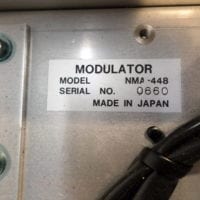 MODULATOR
MODEL NMA-448
SERIAL NO. 0660
MADE IN JAPAN